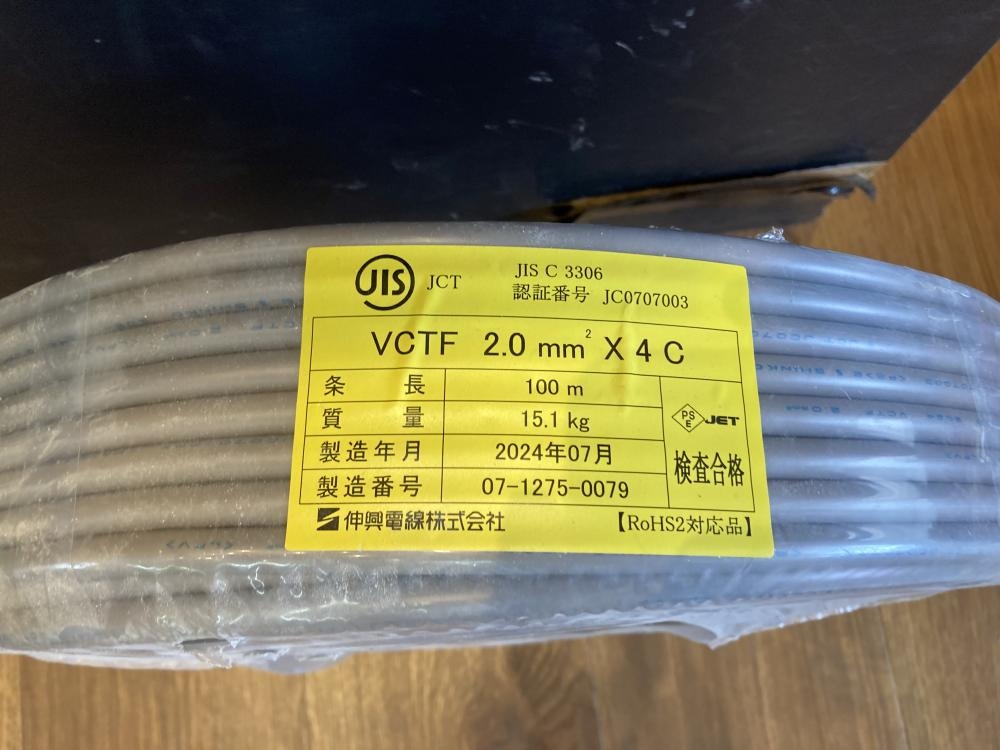 JIS JCT
JIS C 3306
認証番号 JC0707003
VCTF 2.0 mm² X 4 C
条長 100 m
質量 15.1 kg
製造年月 2024年07月
製造番号 07-1275-0079
PSE JET
検査合格
伸興電線株式会社
【RoHS2対応品】